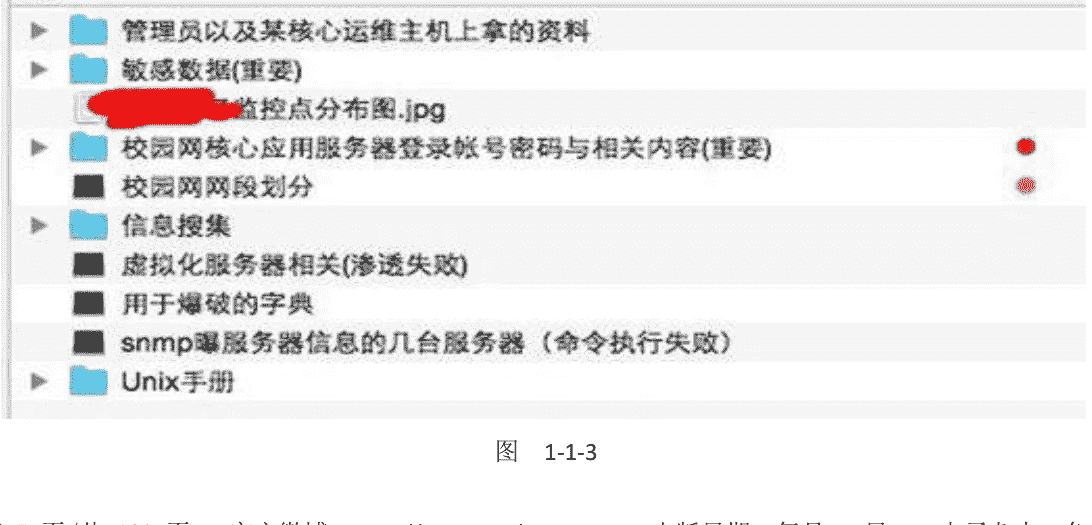 管理员以及某核心运维主机上拿的资料
敏感数据(重要)
监控点分布图.jpg
校园网核心应用服务器登录帐号密码与相关内容(重要)
校园网网段划分
信息搜集
虚拟化服务器相关(渗透失败)
用于爆破的字典
snmp曝服务器信息的几台服务器（命令执行失败）
Unix手册
图 1-1-3